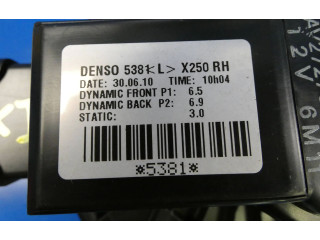 DENSO 5381< L> X250 RH
DATE: 30.06.10 TIME: 10h04
DYNAMIC FRONT P1: 6.5
DYNAMIC BACK P2: 6.9
STATIC: 3.0
*5381*
12V